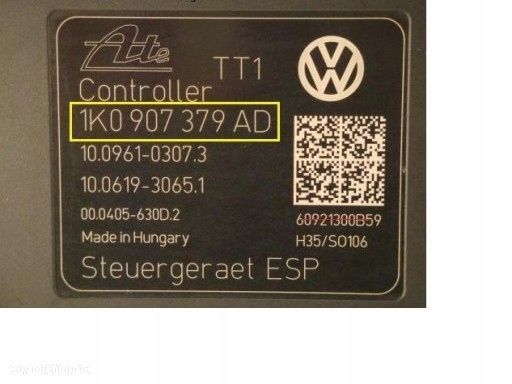 Ate
TT1
Controller
1K0 907 379 AD
10.0961-0307.3
10.0619-3065.1
00.0405-630D.2
60921300B59
Made in Hungary
H35/SO106
Steuergeraet ESP